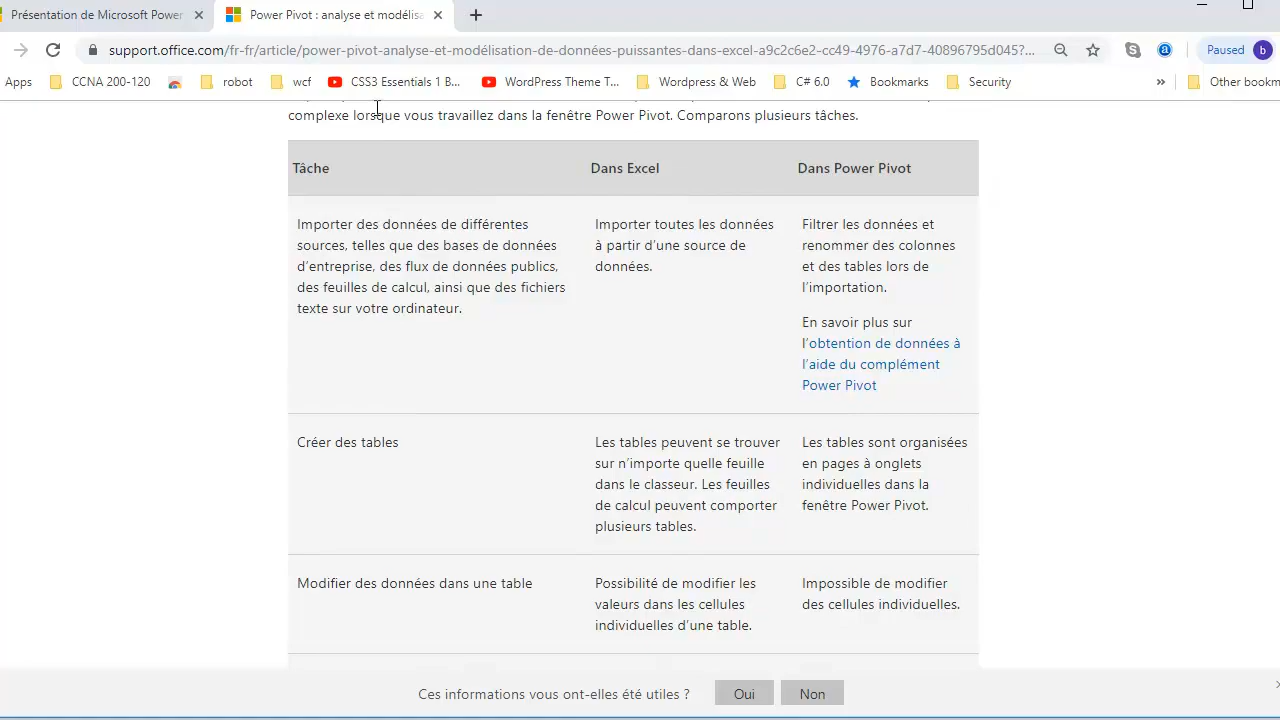 Présentation de Microsoft Power
Power Pivot : analyse et modélisa
support.office.com/fr-fr/article/power-pivot-analyse-et-modélisation-de-données-puissantes-dans-excel-a9c2c6e2-cc49-4976-a7d7-40896795d045?...
Paused b
Apps CCNA 200-120 robot wcf CSS3 Essentials 1 B... WordPress Theme T... Wordpress & Web C# 6.0 Bookmarks Security » Other bookm
complexe lorsque vous travaillez dans la fenêtre Power Pivot. Comparons plusieurs tâches.
Tâche Dans Excel Dans Power Pivot
Importer des données de différentes
sources, telles que des bases de données
d’entreprise, des flux de données publics,
des feuilles de calcul, ainsi que des fichiers
texte sur votre ordinateur.
Importer toutes les données
à partir d’une source de
données.
Filtrer les données et
renommer des colonnes
et des tables lors de
l’importation.
En savoir plus sur
l’obtention de données à
l’aide du complément
Power Pivot
Créer des tables
Les tables peuvent se trouver
sur n’importe quelle feuille
dans le classeur. Les feuilles
de calcul peuvent comporter
plusieurs tables.
Les tables sont organisées
en pages à onglets
individuelles dans la
fenêtre Power Pivot.
Modifier des données dans une table
Possibilité de modifier les
valeurs dans les cellules
individuelles d’une table.
Impossible de modifier
des cellules individuelles.
Ces informations vous ont-elles été utiles ? Oui Non